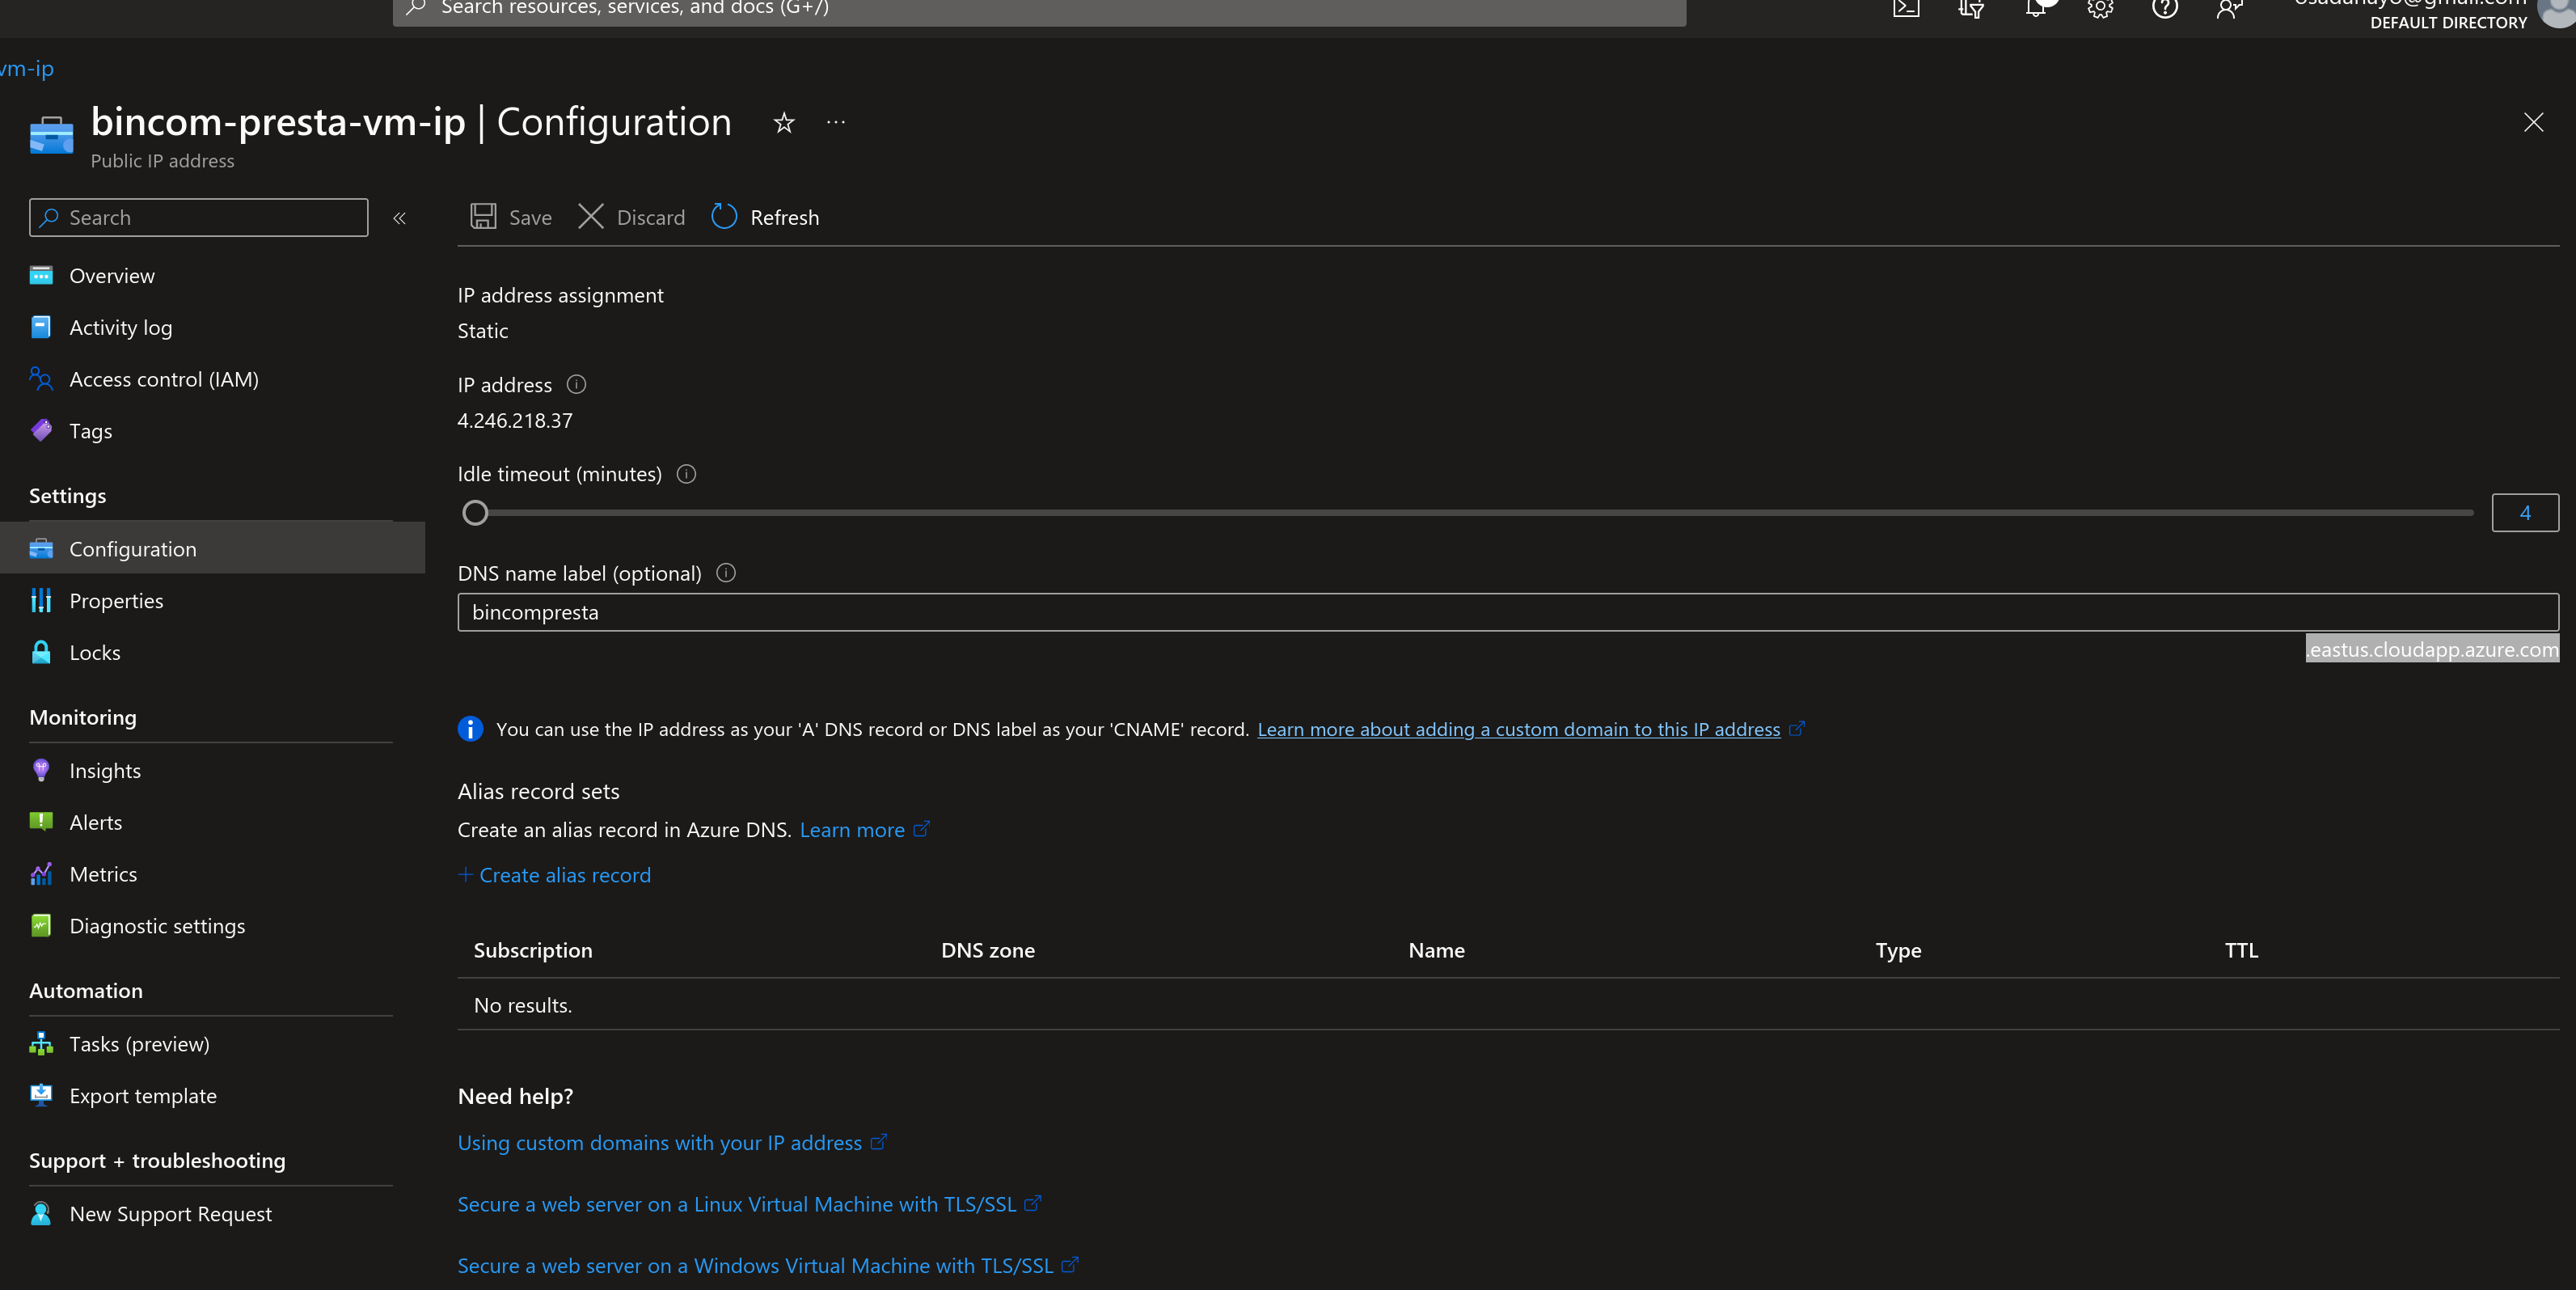 Search resources, services, and docs (G+/)
DEFAULT DIRECTORY
vm-ip
bincom-presta-vm-ip | Configuration
Public IP address
Search
Save
Discard
Refresh
Overview
Activity log
Access control (IAM)
Tags
Settings
Configuration
Properties
Locks
Monitoring
Insights
Alerts
Metrics
Diagnostic settings
Automation
Tasks (preview)
Export template
Support + troubleshooting
New Support Request
IP address assignment
Static
IP address
4.246.218.37
Idle timeout (minutes)
4
DNS name label (optional)
bincompresta
.eastus.cloudapp.azure.com
You can use the IP address as your 'A' DNS record or DNS label as your 'CNAME' record. Learn more about adding a custom domain to this IP address
Alias record sets
Create an alias record in Azure DNS. Learn more
+ Create alias record
Subscription DNS zone Name Type TTL
No results.
Need help?
Using custom domains with your IP address
Secure a web server on a Linux Virtual Machine with TLS/SSL
Secure a web server on a Windows Virtual Machine with TLS/SSL